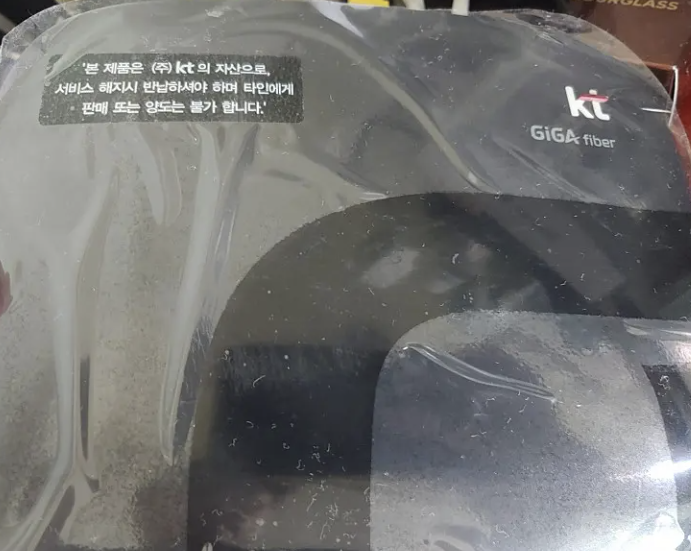 '본 제품은 (주) kt 의 자산으로,
서비스 해지시 반납하셔야 하며 타인에게
판매 또는 양도는 불가 합니다.'
kt
GiGA fiber